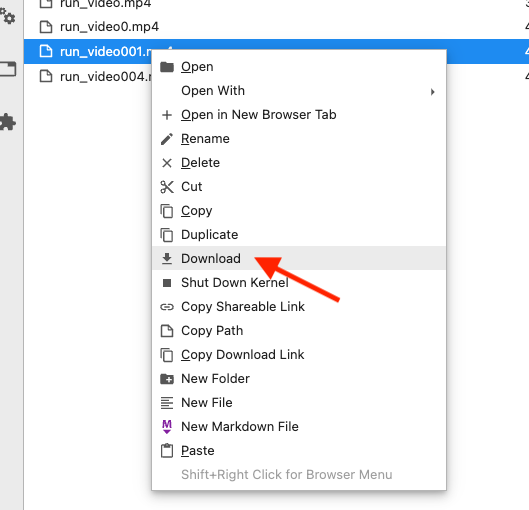 run_video.mp4
run_video0.mp4
run_video001.mp4
run_video004.m
Open
Open With
Open in New Browser Tab
Rename
Delete
Cut
Copy
Duplicate
Download
Shut Down Kernel
Copy Shareable Link
Copy Path
Copy Download Link
New Folder
New File
M New Markdown File
Paste
Shift+Right Click for Browser Menu